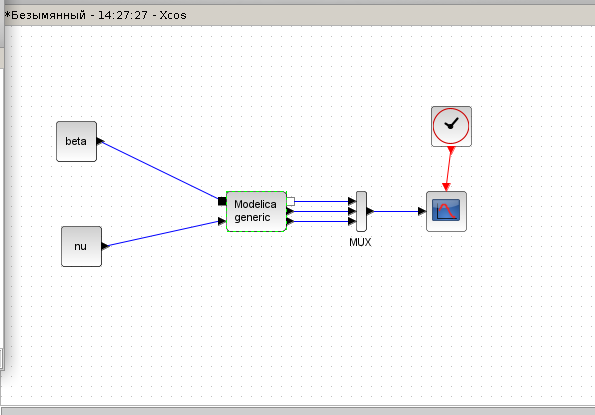 *Безымянный - 14:27:27 - Xcos
beta
Modelica
generic
nu
MUX